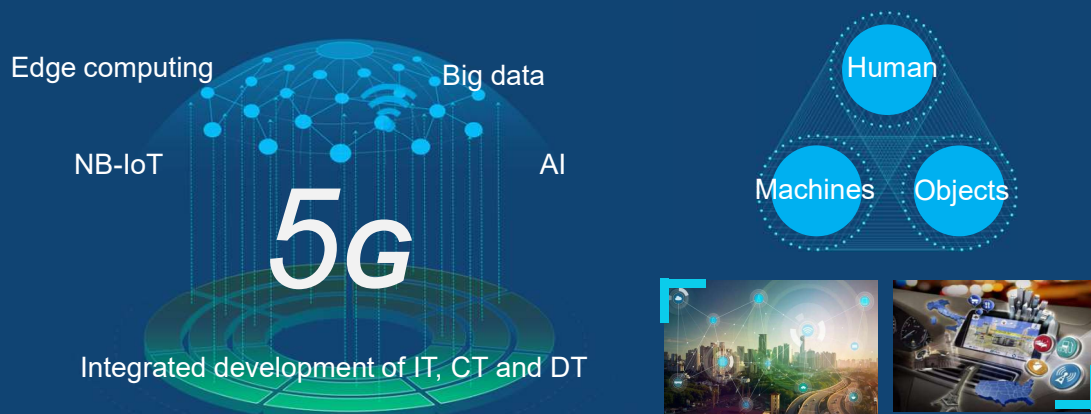 Edge computing
Big data
NB-IoT
AI
5G
Integrated development of IT, CT and DT
Human
Machines
Objects